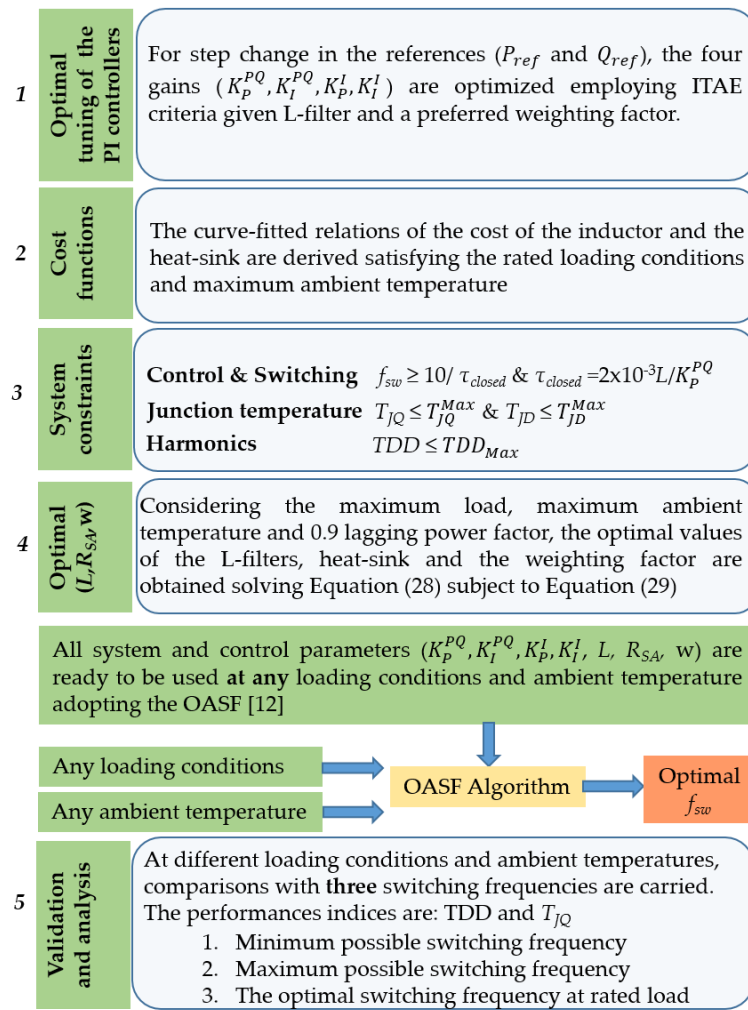 1
Optimal
tuning of the
PI controllers
For step change in the references (P_ref and Q_ref), the four
gains ( K_P^PQ, K_I^PQ, K_P^I, K_I^I ) are optimized employing ITAE
criteria given L-filter and a preferred weighting factor.
2
Cost
functions
The curve-fitted relations of the cost of the inductor and the
heat-sink are derived satisfying the rated loading conditions
and maximum ambient temperature
3
System
constraints
Control & Switching f_sw ≥ 10/ τ_closed & τ_closed =2x10^-3L/K_P^PQ
Junction temperature T_JQ ≤ T_JQ^Max & T_JD ≤ T_JD^Max
Harmonics TDD ≤ TDD_Max
4
Optimal
(L,R_SA,w)
Considering the maximum load, maximum ambient
temperature and 0.9 lagging power factor, the optimal values
of the L-filters, heat-sink and the weighting factor are
obtained solving Equation (28) subject to Equation (29)
All system and control parameters (K_P^PQ, K_I^PQ, K_P^I, K_I^I, L, R_SA, w) are
ready to be used at any loading conditions and ambient temperature
adopting the OASF [12]
Any loading conditions
Any ambient temperature
OASF Algorithm
Optimal
f_sw
5
Validation
and analysis
At different loading conditions and ambient temperatures,
comparisons with three switching frequencies are carried.
The performances indices are: TDD and T_JQ
1. Minimum possible switching frequency
2. Maximum possible switching frequency
3. The optimal switching frequency at rated load